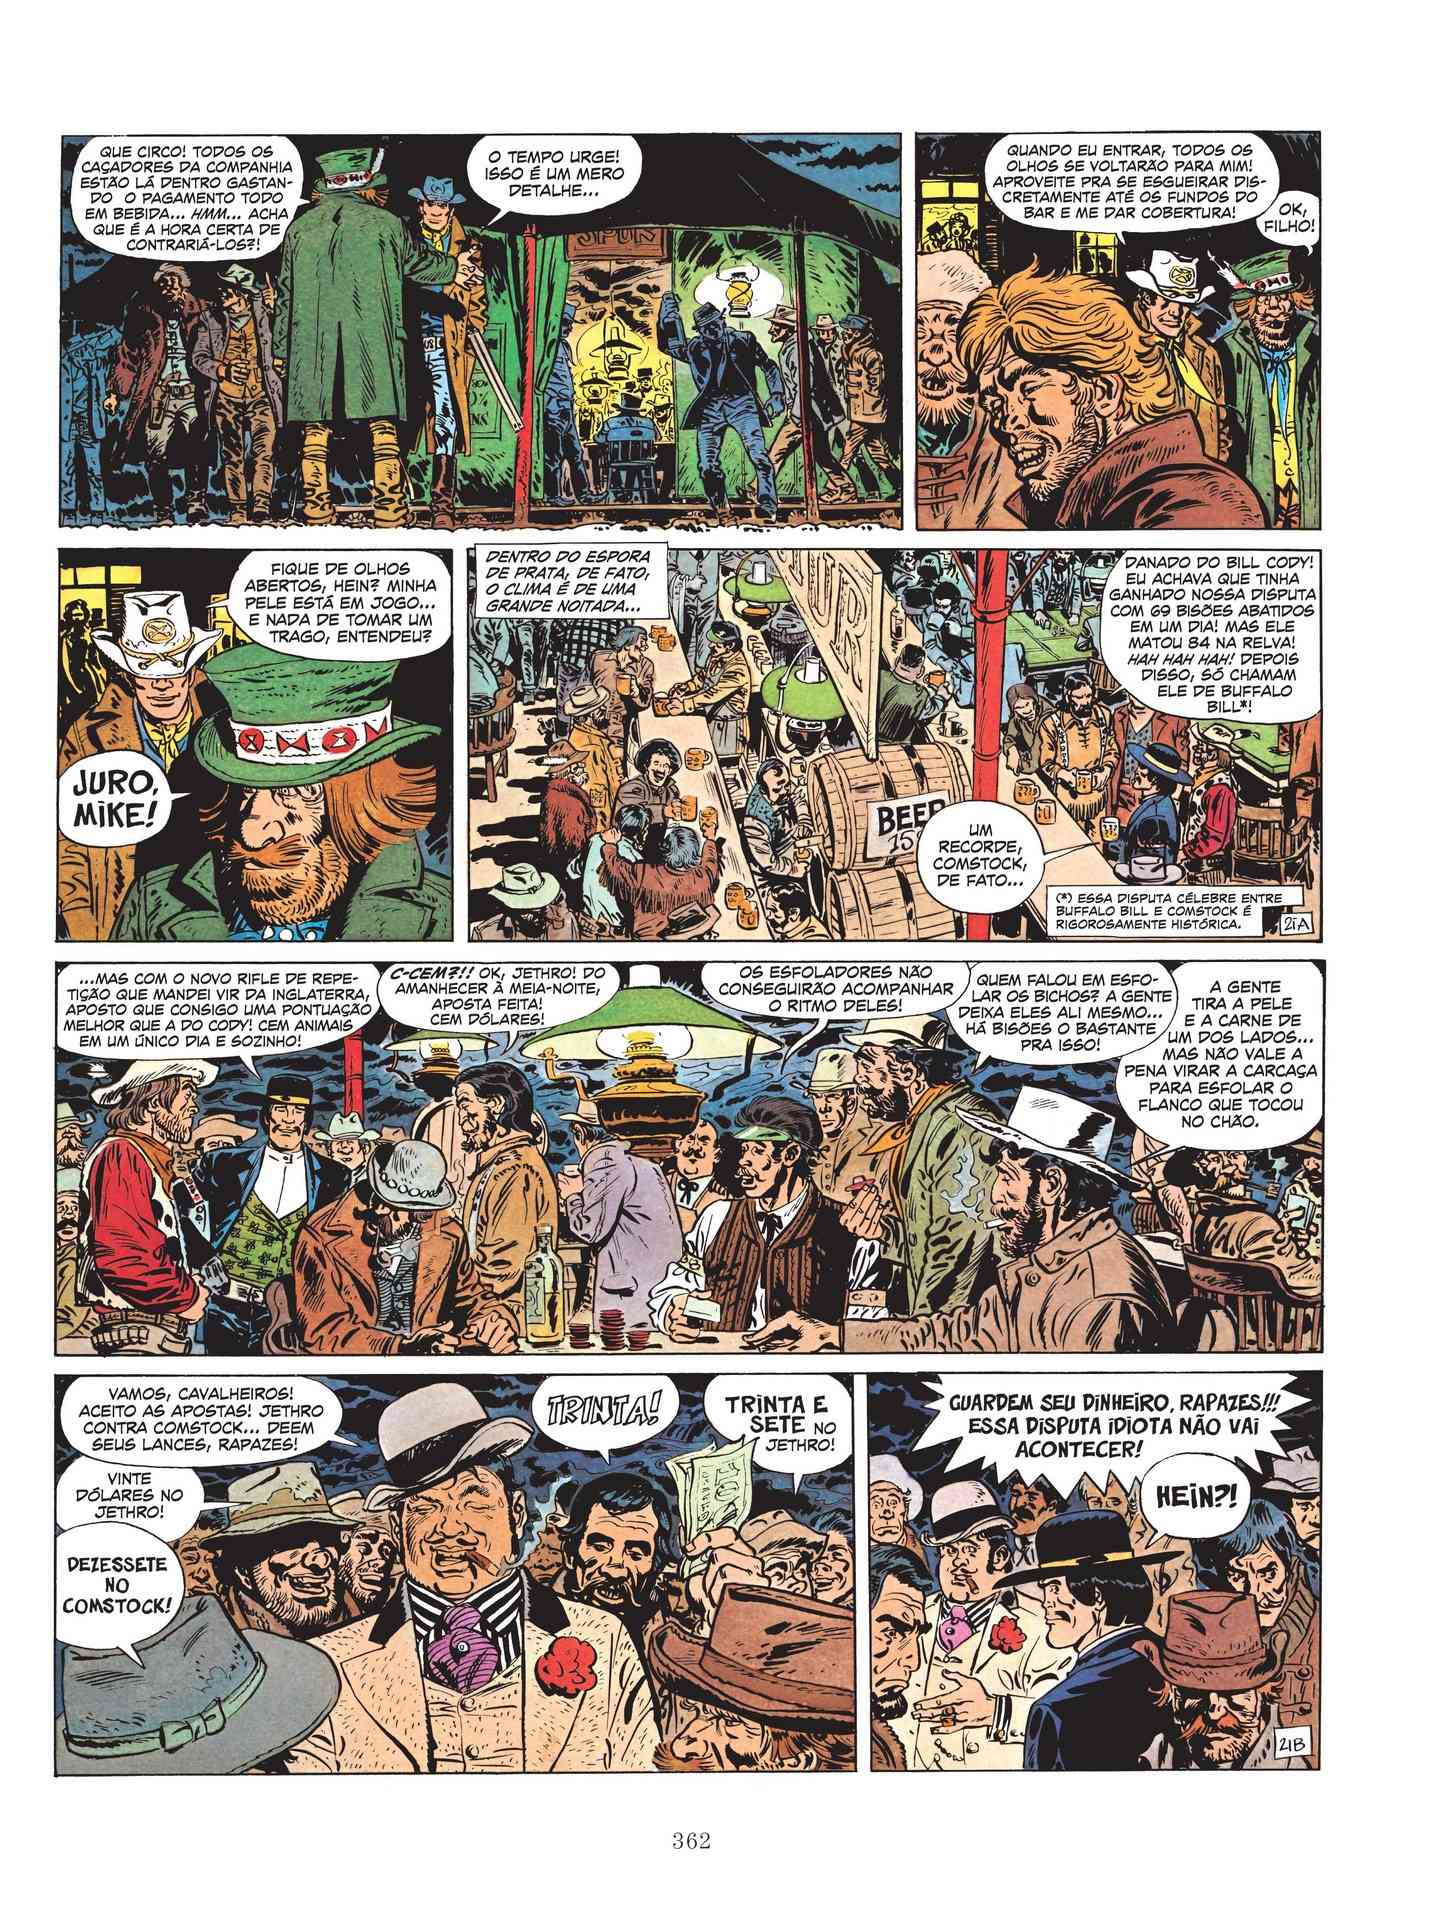 QUE CIRCO! TODOS OS
CAÇADORES DA COMPANHIA
ESTÃO LÁ DENTRO GASTAN-
DO O PAGAMENTO TODO
EM BEBIDA... HMM... ACHA
QUE É A HORA CERTA DE
CONTRARIÁ-LOS?!
O TEMPO URGE!
ISSO É UM MERO
DETALHE...
SPUR
QUANDO EU ENTRAR, TODOS OS
OLHOS SE VOLTARÃO PARA MIM!
APROVEITE PRA SE ESGUEIRAR DIS-
CRETAMENTE ATÉ OS FUNDOS DO
BAR E ME DAR COBERTURA!
OK,
FILHO!
FIQUE DE OLHOS
ABERTOS, HEIN? MINHA
PELE ESTÁ EM JOGO...
E NADA DE TOMAR UM
TRAGO, ENTENDEU?
JURO,
MIKE!
DENTRO DO ESPORA
DE PRATA, DE FATO,
O CLIMA É DE UMA
GRANDE NOITADA...
DANADO DO BILL CODY!
EU ACHAVA QUE TINHA
GANHADO NOSSA DISPUTA
COM 69 BISÕES ABATIDOS
EM UM DIA! MAS ELE
MATOU 84 NA RELVA!
HAH HAH HAH! DEPOIS
DISSO, SÓ CHAMAM
ELE DE BUFFALO
BILL*!
BEER
15
UM
RECORDE,
COMSTOCK,
DE FATO...
(*) ESSA DISPUTA CÉLEBRE ENTRE
BUFFALO BILL E COMSTOCK É
RIGOROSAMENTE HISTÓRICA.
21A
...MAS COM O NOVO RIFLE DE REPE-
TIÇÃO QUE MANDEI VIR DA INGLATERRA,
APOSTO QUE CONSIGO UMA PONTUAÇÃO
MELHOR QUE A DO CODY! CEM ANIMAIS
EM UM ÚNICO DIA E SOZINHO!
C-CEM?!! OK, JETHRO! DO
AMANHECER À MEIA-NOITE,
APOSTA FEITA!
CEM DÓLARES!
OS ESFOLADORES NÃO
CONSEGUIRÃO ACOMPANHAR
O RITMO DELES!
QUEM FALOU EM ESFO-
LAR OS BICHOS? A GENTE
DEIXA ELES ALI MESMO...
HÁ BISÕES O BASTANTE
PRA ISSO!
A GENTE
TIRA A PELE
E A CARNE DE
UM DOS LADOS...
MAS NÃO VALE A
PENA VIRAR A CARCAÇA
PARA ESFOLAR O
FLANCO QUE TOCOU
NO CHÃO.
VAMOS, CAVALHEIROS!
ACEITO AS APOSTAS! JETHRO
CONTRA COMSTOCK... DEEM
SEUS LANCES, RAPAZES!
VINTE
DÓLARES NO
JETHRO!
DEZESSETE
NO
COMSTOCK!
TRINTA!
TRINTA E
SETE NO
JETHRO!
GUARDEM SEU DINHEIRO, RAPAZES!!!
ESSA DISPUTA IDIOTA NÃO VAI
ACONTECER!
HEIN?!
21B
362